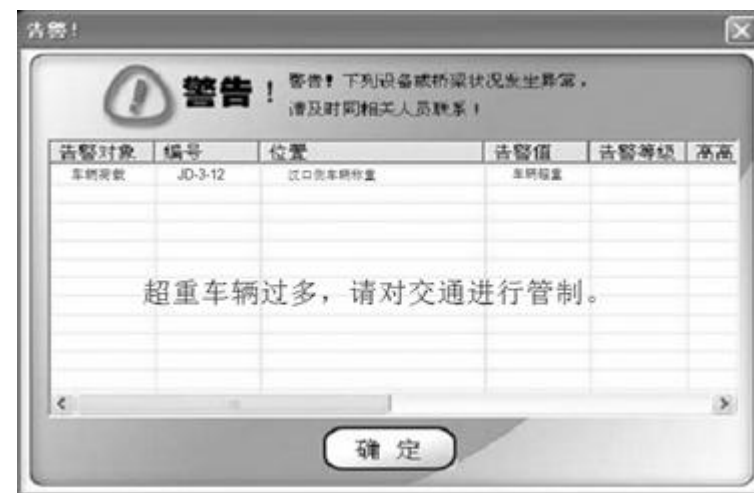 告警！
警告！
警告！下列设备或桥梁状况发生异常，
请及时同相关人员联系！
告警对象 编号 位置 告警值 告警等级 高高
车辆荷载 JD-3-12 汉口侧车辆称重 车辆超重
超重车辆过多，请对交通进行管制。
确 定